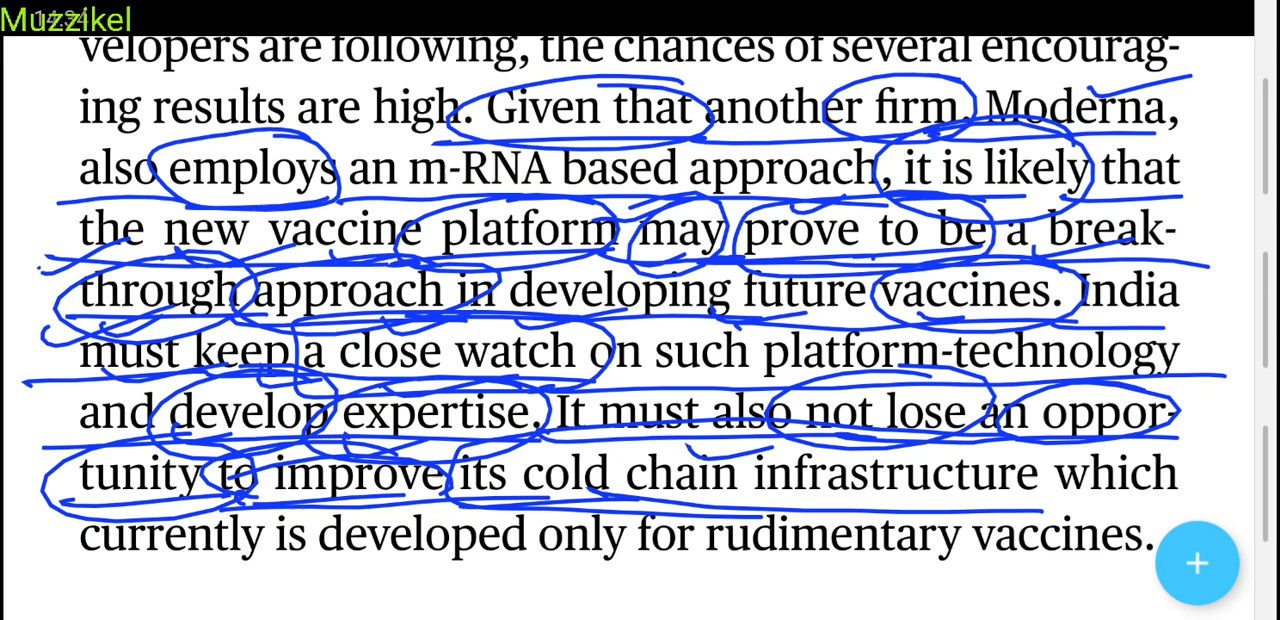 Muzzikel
velopers are following, the chances of several encourag-
ing results are high. Given that another firm, Moderna,
also employs an m-RNA based approach, it is likely that
the new vaccine platform may prove to be a break-
through approach in developing future vaccines. India
must keep a close watch on such platform-technology
and develop expertise. It must also not lose an oppor-
tunity to improve its cold chain infrastructure which
currently is developed only for rudimentary vaccines.
+